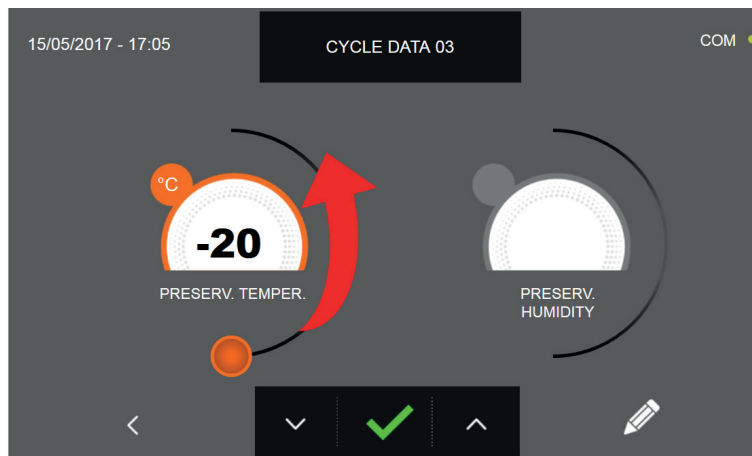 15/05/2017 - 17:05
CYCLE DATA 03
COM
°C
-20
PRESERV. TEMPER.
PRESERV.
HUMIDITY